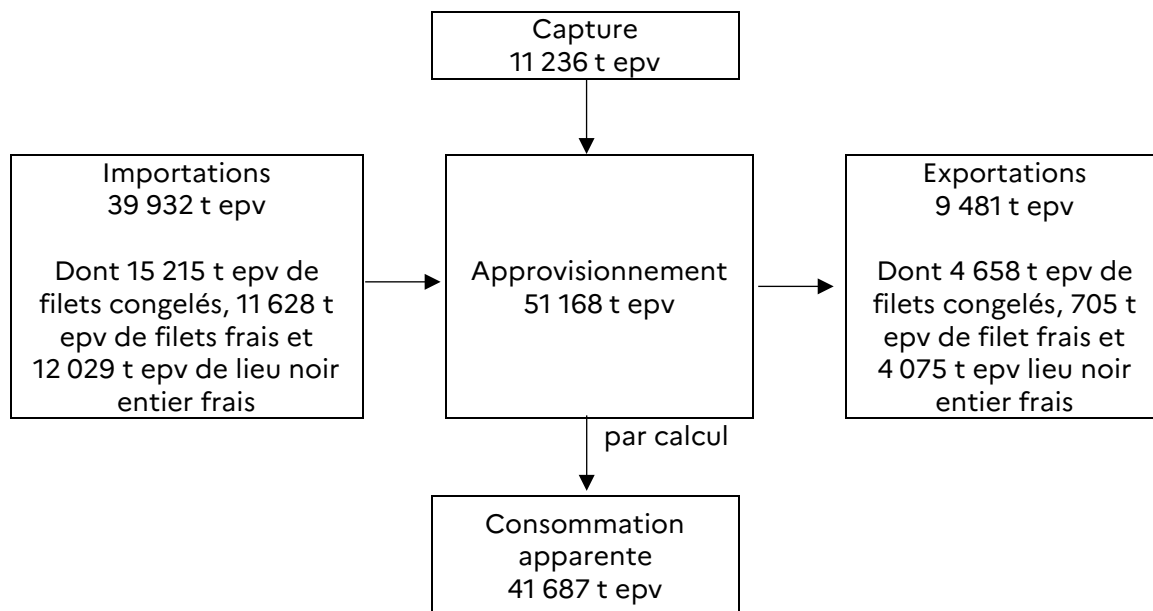 Capture
11 236 t epv
Importations
39 932 t epv
Dont 15 215 t epv de
filets congelés, 11 628 t
epv de filets frais et
12 029 t epv de lieu noir
entier frais
Approvisionnement
51 168 t epv
Exportations
9 481 t epv
Dont 4 658 t epv de
filets congelés, 705 t
epv de filet frais et
4 075 t epv lieu noir
entier frais
par calcul
Consommation
apparente
41 687 t epv